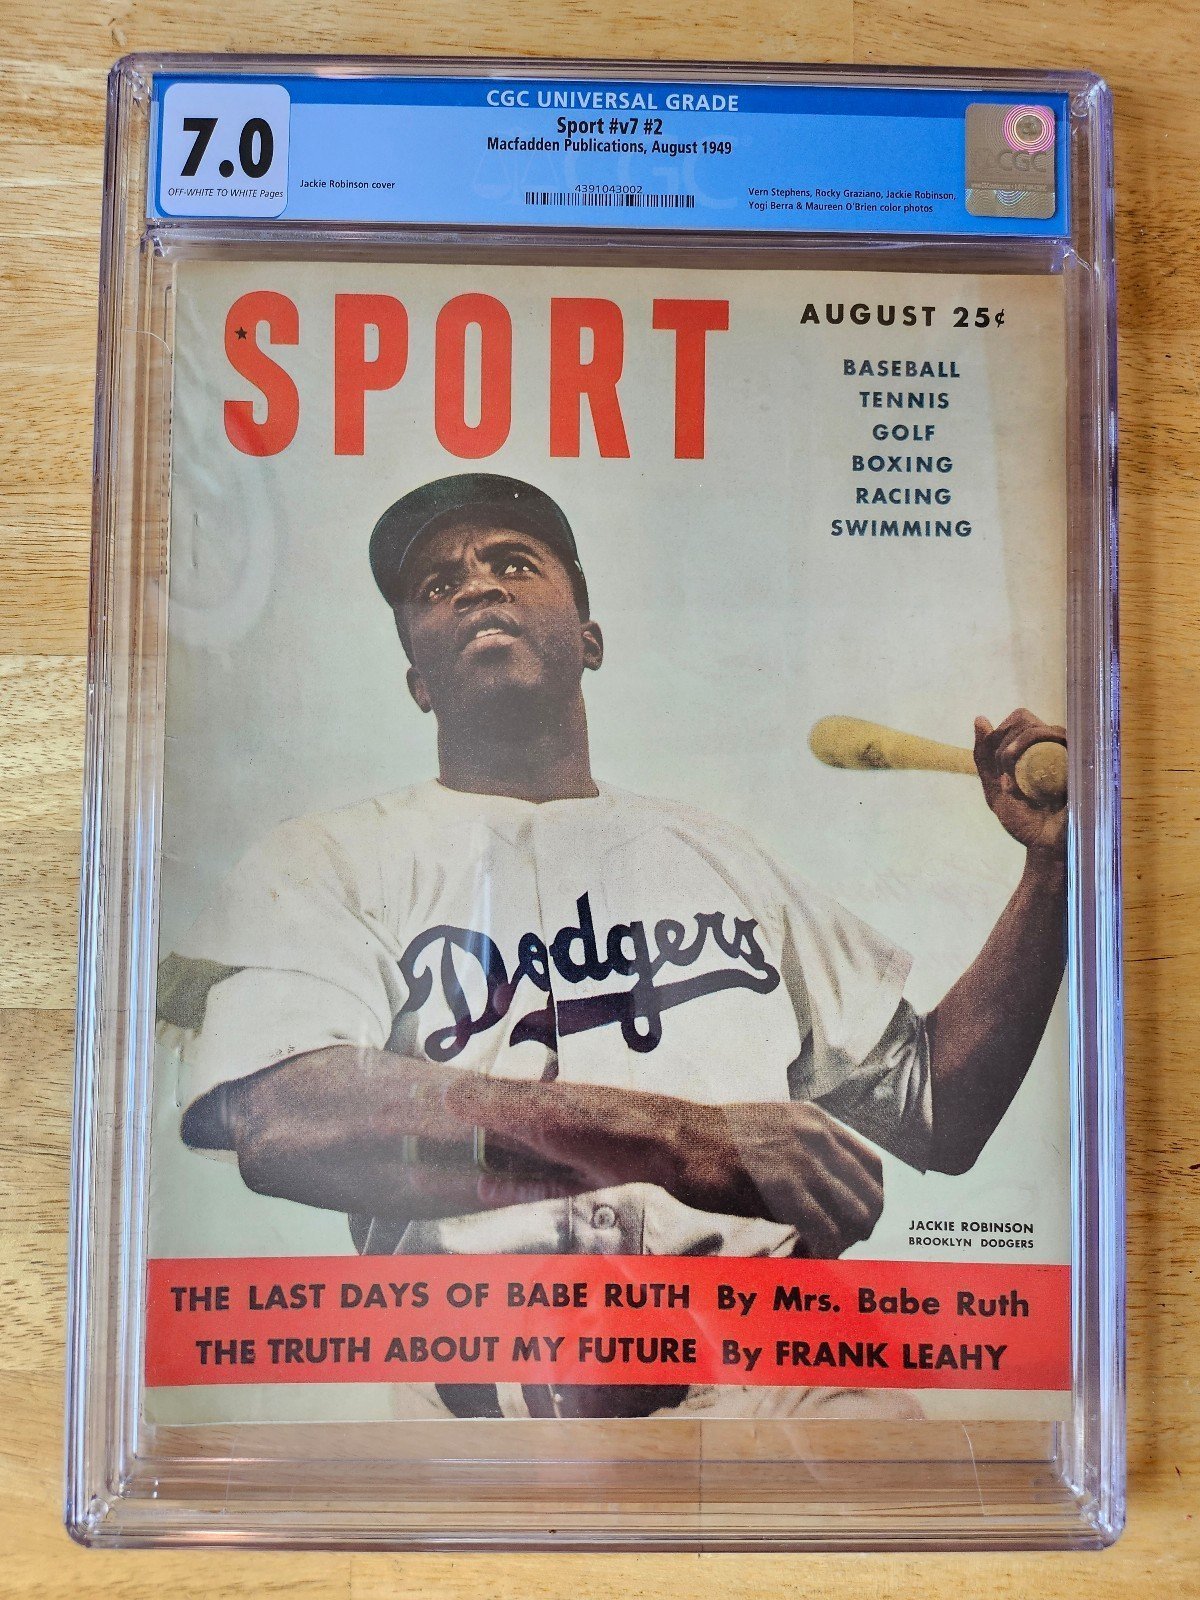 CGC UNIVERSAL GRADE
7.0
OFF-WHITE TO WHITE Pages
Sport #v7 #2
Macfadden Publications, August 1949
Jackie Robinson cover
4391043002
Vern Stephens, Rocky Graziano, Jackie Robinson,
Yogi Berra & Maureen O'Brien color photos
CGC
SPORT
AUGUST 25¢
BASEBALL
TENNIS
GOLF
BOXING
RACING
SWIMMING
Dodgers
JACKIE ROBINSON
BROOKLYN DODGERS
THE LAST DAYS OF BABE RUTH By Mrs. Babe Ruth
THE TRUTH ABOUT MY FUTURE By FRANK LEAHY